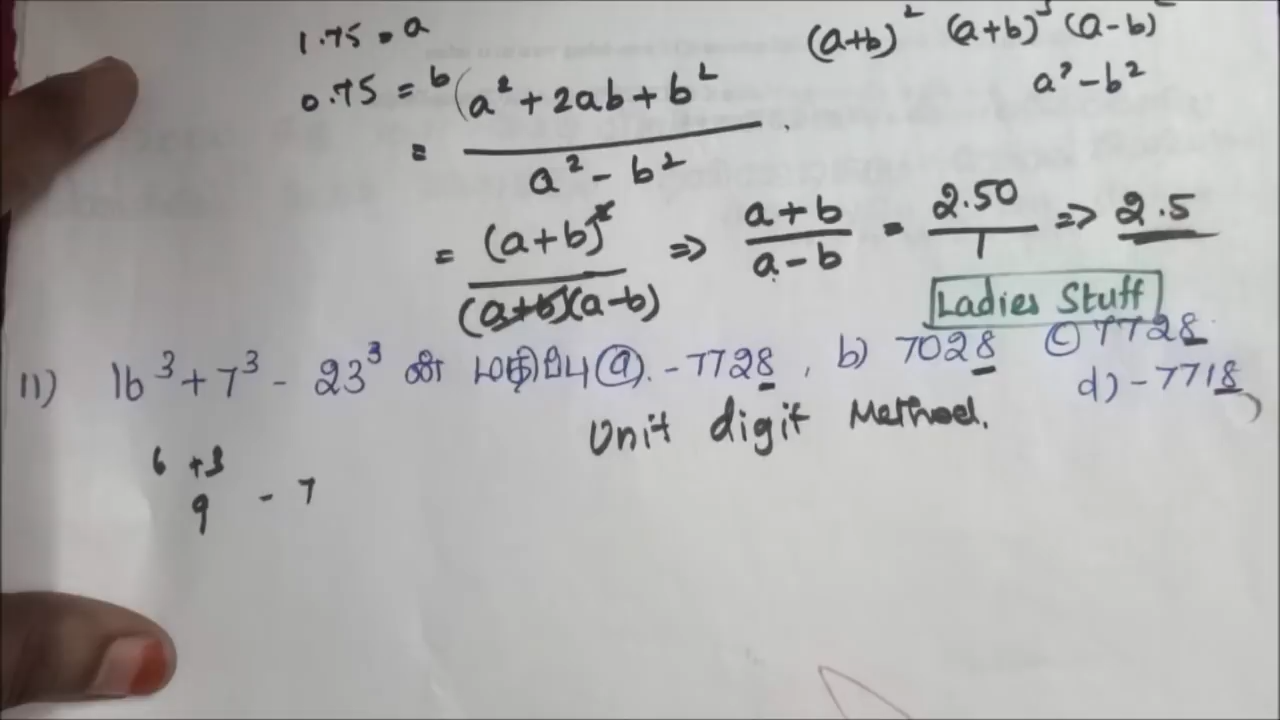 1.75 = a
(a+b)² (a+b)³ (a-b)²
0.75 = b (a² + 2ab + b²
a² - b²
= a² - b²
= (a+b)² => a+b = 2.50 => 2.5
(a+b)(a-b) a-b 1
Ladies Stuff
11) 16³ + 7³ - 23³ ன் மதிப்பு a) -7728, b) 7028 c) 7728
d) -7718
Unit digit Method.
6 + 3
9 - 7